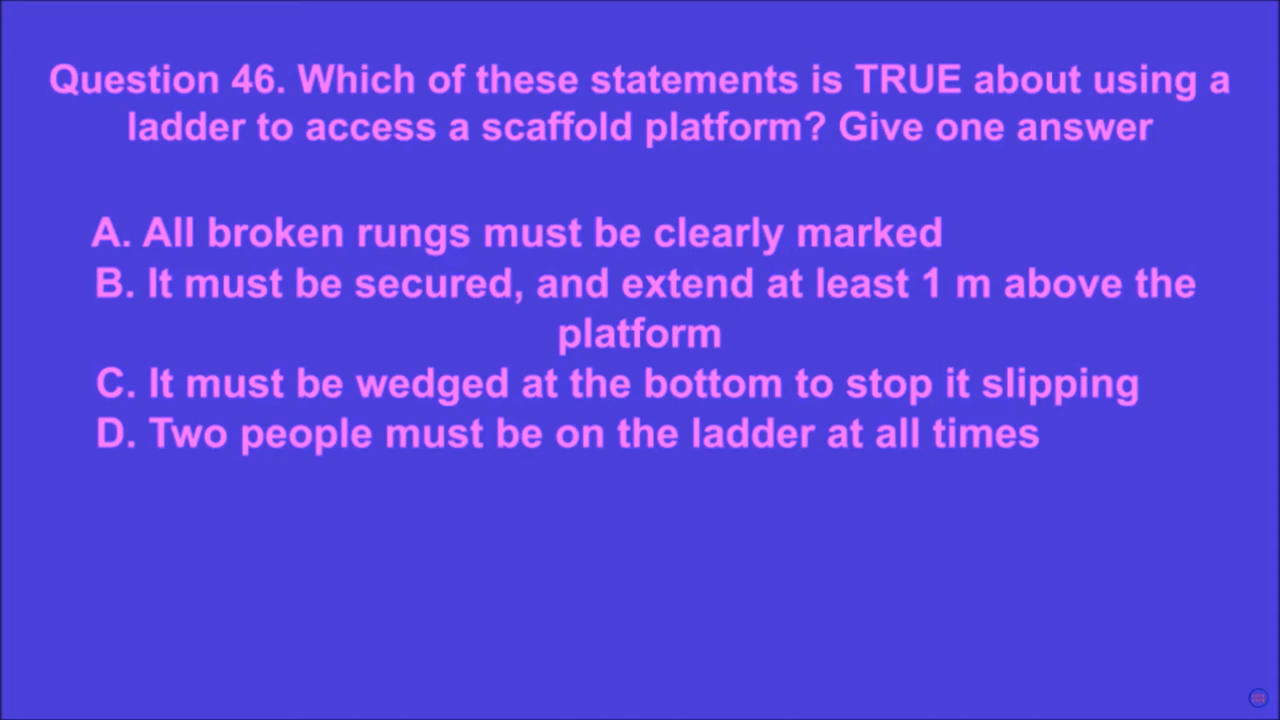 Question 46. Which of these statements is TRUE about using a
ladder to access a scaffold platform? Give one answer
A. All broken rungs must be clearly marked
B. It must be secured, and extend at least 1 m above the
platform
C. It must be wedged at the bottom to stop it slipping
D. Two people must be on the ladder at all times